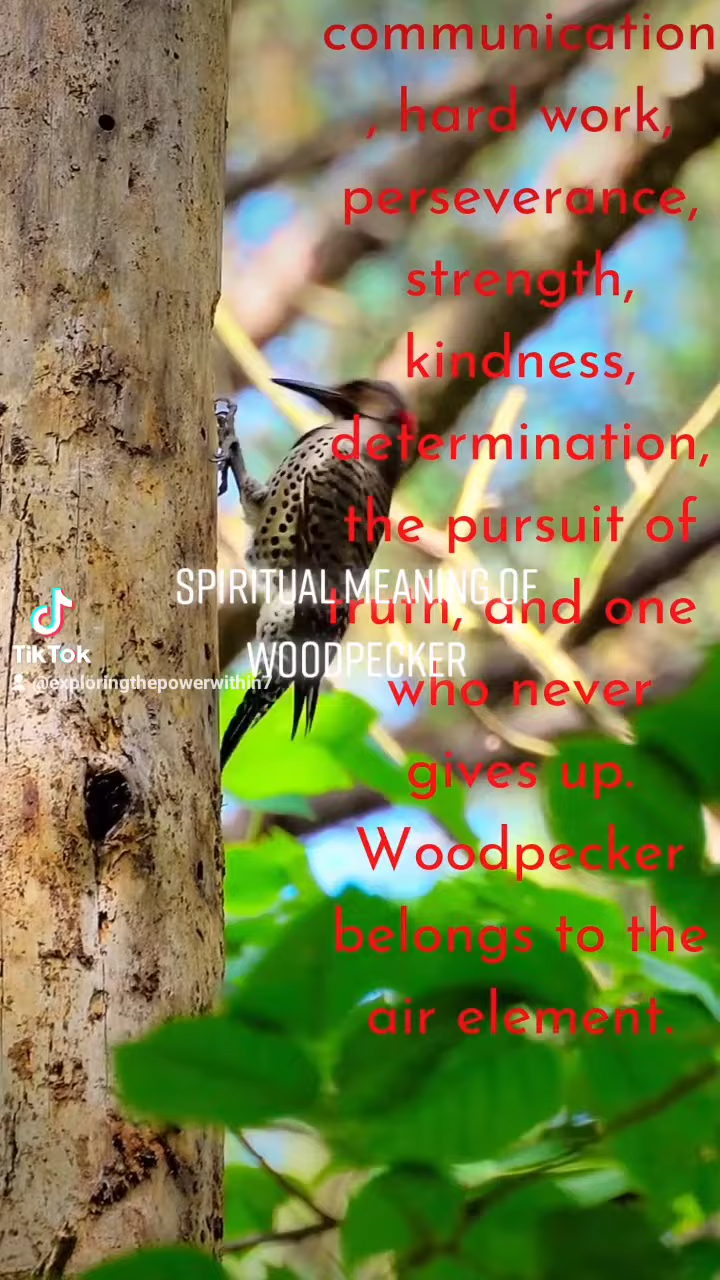 communication
, hard work,
perseverance,
strength,
kindness,
determination,
the pursuit of
truth, and one
who never
gives up.
Woodpecker
belongs to the
air element.
SPIRITUAL MEANING OF
WOODPECKER
TikTok
@exploringthepowerwithin7